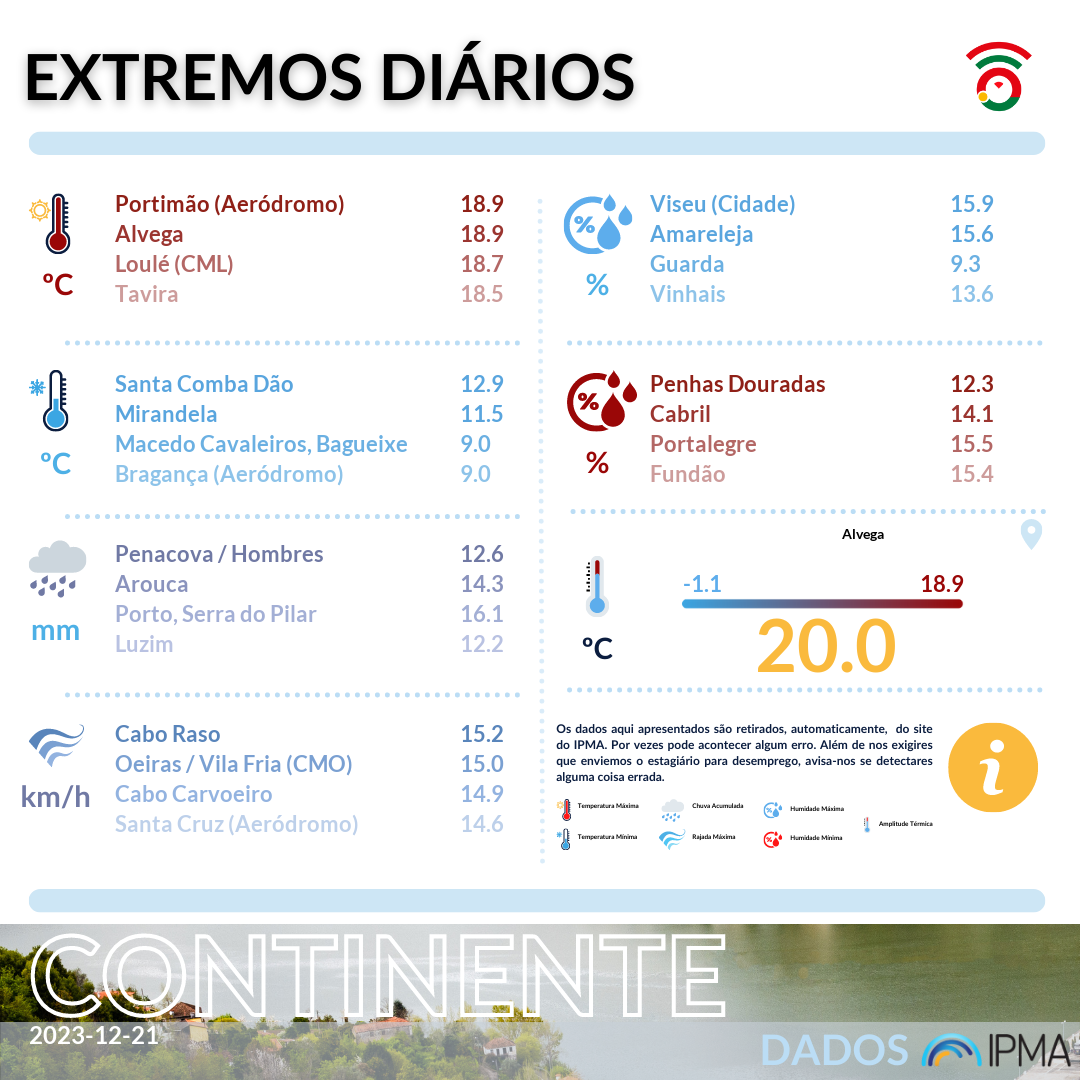 EXTREMOS DIÁRIOS
Portimão (Aeródromo) 18.9
Alvega 18.9
Loulé (CML) 18.7
Tavira 18.5
ºC
Santa Comba Dão 12.9
Mirandela 11.5
Macedo Cavaleiros, Bagueixe 9.0
Bragança (Aeródromo) 9.0
ºC
Penacova / Hombres 12.6
Arouca 14.3
Porto, Serra do Pilar 16.1
Luzim 12.2
mm
Cabo Raso 15.2
Oeiras / Vila Fria (CMO) 15.0
Cabo Carvoeiro 14.9
Santa Cruz (Aeródromo) 14.6
km/h
%
Viseu (Cidade) 15.9
Amareleja 15.6
Guarda 9.3
Vinhais 13.6
%
%
Penhas Douradas 12.3
Cabril 14.1
Portalegre 15.5
Fundão 15.4
%
Alvega
-1.1 18.9
20.0
ºC
Os dados aqui apresentados são retirados, automaticamente, do site
do IPMA. Por vezes pode acontecer algum erro. Além de nos exigires
que enviemos o estagiário para desemprego, avisa-nos se detectares
alguma coisa errada.
i
Temperatura Máxima Chuva Acumulada Humidade Máxima
Amplitude Térmica
Temperatura Mínima Rajada Máxima Humidade Mínima
CONTINENTE
2023-12-21
DADOS IPMA